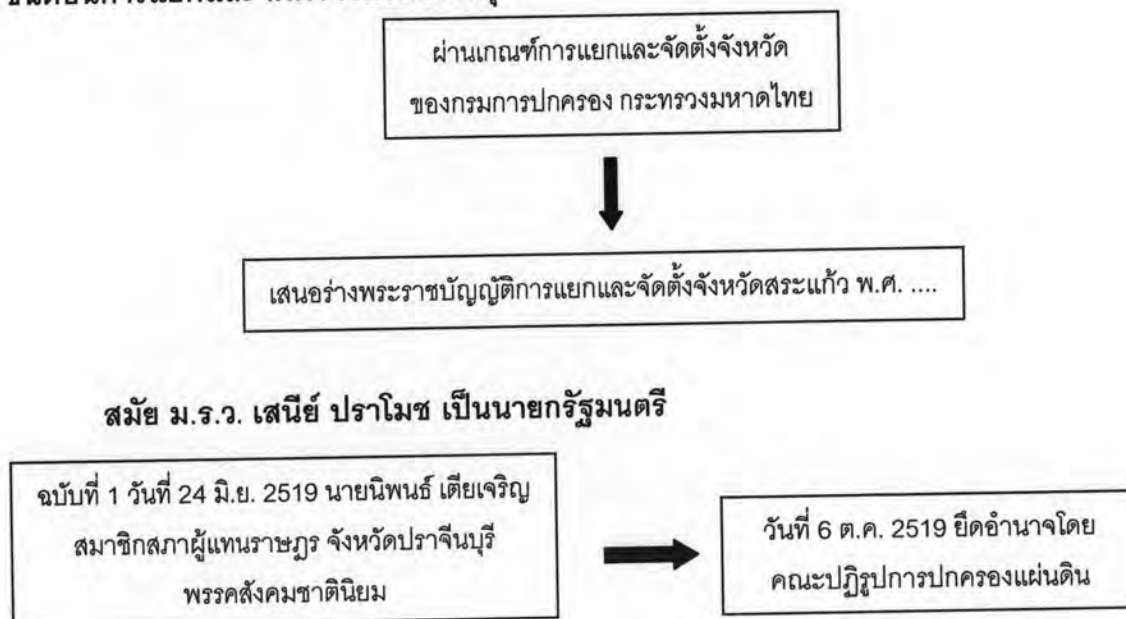 ผ่านเกณฑ์การแยกและจัดตั้งจังหวัด
ของกรมการปกครอง กระทรวงมหาดไทย
เสนอร่างพระราชบัญญัติการแยกและจัดตั้งจังหวัดสระแก้ว พ.ศ. ....
สมัย ม.ร.ว. เสนีย์ ปราโมช เป็นนายกรัฐมนตรี
ฉบับที่ 1 วันที่ 24 มิ.ย. 2519 นายนิพนธ์ เตียเจริญ
สมาชิกสภาผู้แทนราษฎร จังหวัดปราจีนบุรี
พรรคสังคมชาตินิยม
วันที่ 6 ต.ค. 2519 ยึดอำนาจโดย
คณะปฏิรูปการปกครองแผ่นดิน